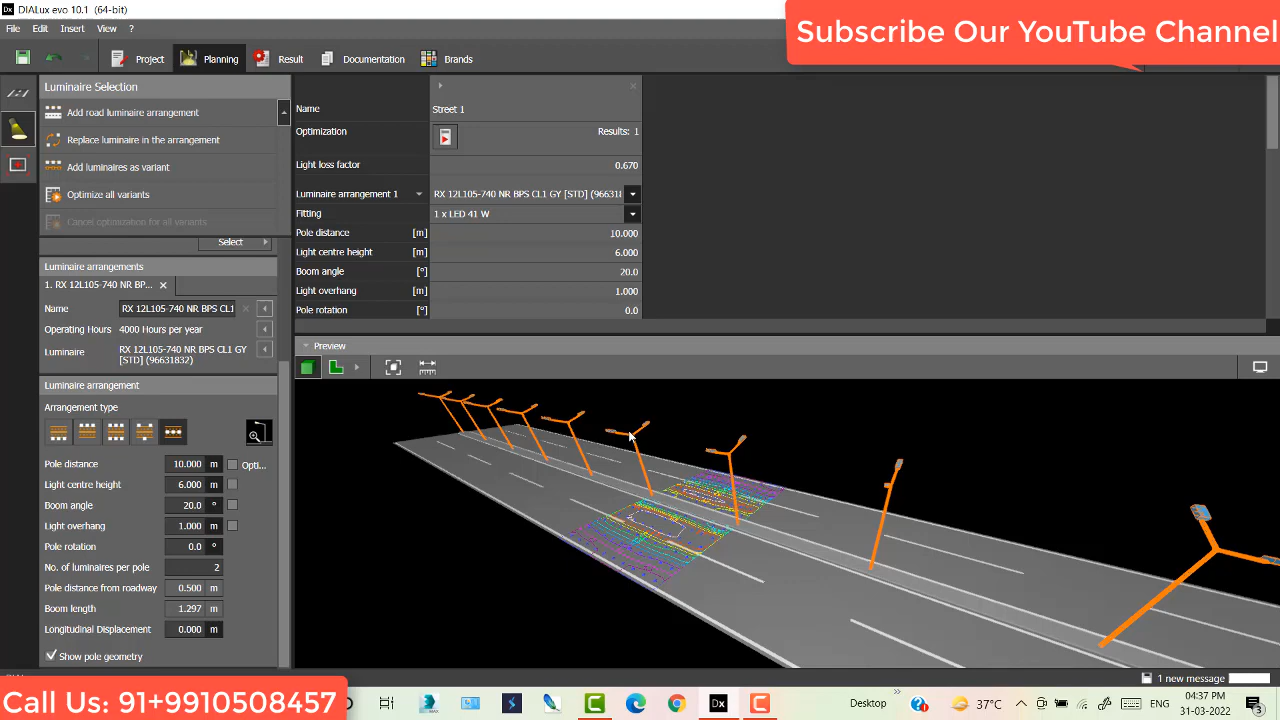 DIALux evo 10.1 (64-bit)
Subscribe Our YouTube Channel
File Edit Insert View ?
Project Planning Result Documentation Brands
Luminaire Selection
Add road luminaire arrangement
Replace luminaire in the arrangement
Add luminaires as variant
Optimize all variants
Cancel optimization for all variants
Select
Luminaire arrangements
1. RX 12L105-740 NR BP...
Name RX 12L105-740 NR BPS CL1
Operating Hours 4000 Hours per year
Luminaire RX 12L105-740 NR BPS CL1 GY
[STD] (96631832)
Luminaire arrangement
Arrangement type
Pole distance 10.000 m Opti...
Light centre height 6.000 m
Boom angle 20.0 °
Light overhang 1.000 m
Pole rotation 0.0 °
No. of luminaires per pole 2
Pole distance from roadway 0.500 m
Boom length 1.297 m
Longitudinal Displacement 0.000 m
Show pole geometry
Name Street 1
Optimization Results: 1
Light loss factor 0.670
Luminaire arrangement 1 RX 12L105-740 NR BPS CL1 GY [STD] (966318
Fitting 1 x LED 41 W
Pole distance [m] 10.000
Light centre height [m] 6.000
Boom angle [°] 20.0
Light overhang [m] 1.000
Pole rotation [°] 0.0
Preview
1 new message
Call Us: 91+9910508457
Dx
Desktop
37°C
ENG
04:37 PM
31-03-2022
3